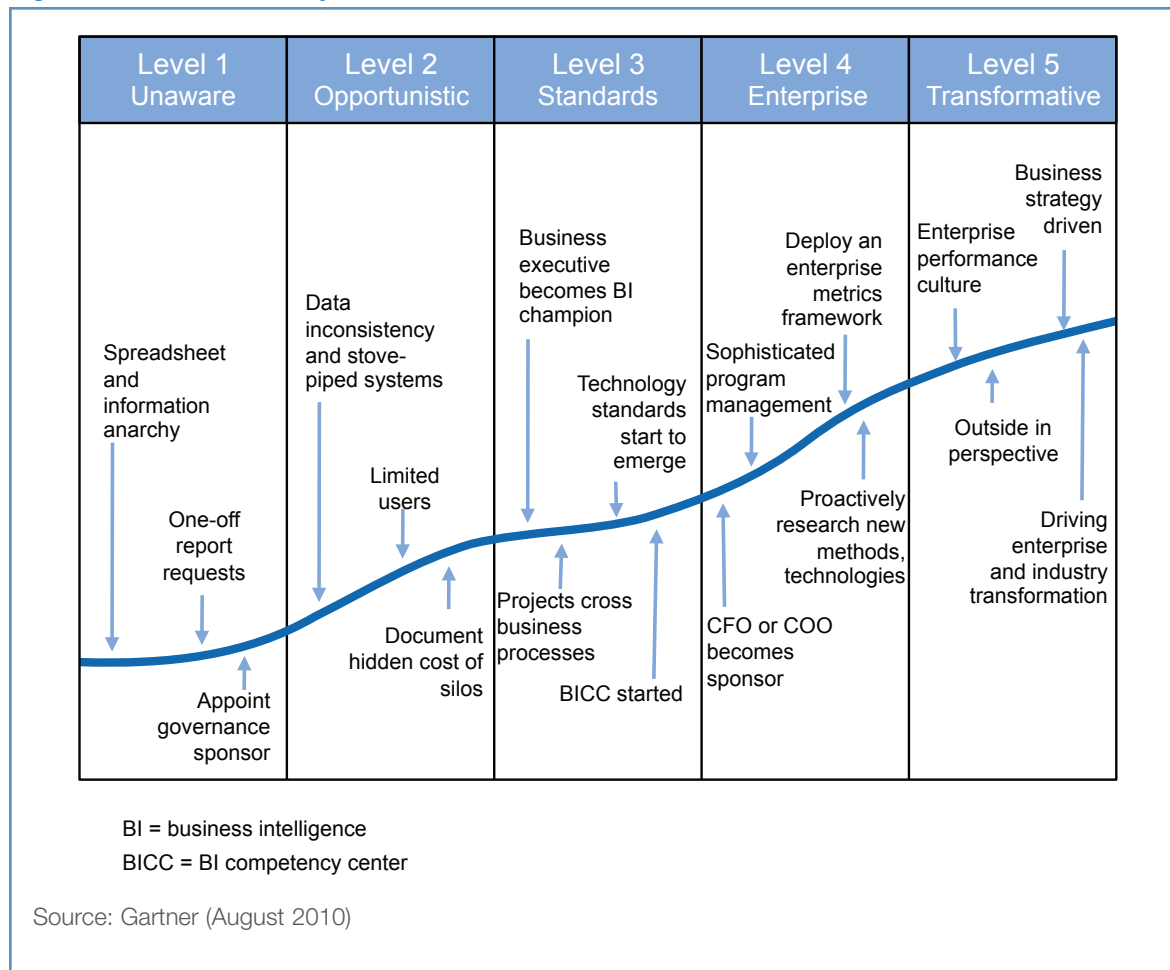 Level 1
Unaware
Level 2
Opportunistic
Level 3
Standards
Level 4
Enterprise
Level 5
Transformative
Spreadsheet
and
information
anarchy
One-off
report
requests
Appoint
governance
sponsor
Data
inconsistency
and stove-
piped systems
Limited
users
Document
hidden cost of
silos
Business
executive
becomes BI
champion
Technology
standards
start to
emerge
Projects cross
business
processes
BICC started
Deploy an
enterprise
metrics
framework
Sophisticated
program
management
Proactively
research new
methods,
technologies
CFO or COO
becomes
sponsor
Business
strategy
driven
Enterprise
performance
culture
Outside in
perspective
Driving
enterprise
and industry
transformation
BI = business intelligence
BICC = BI competency center
Source: Gartner (August 2010)